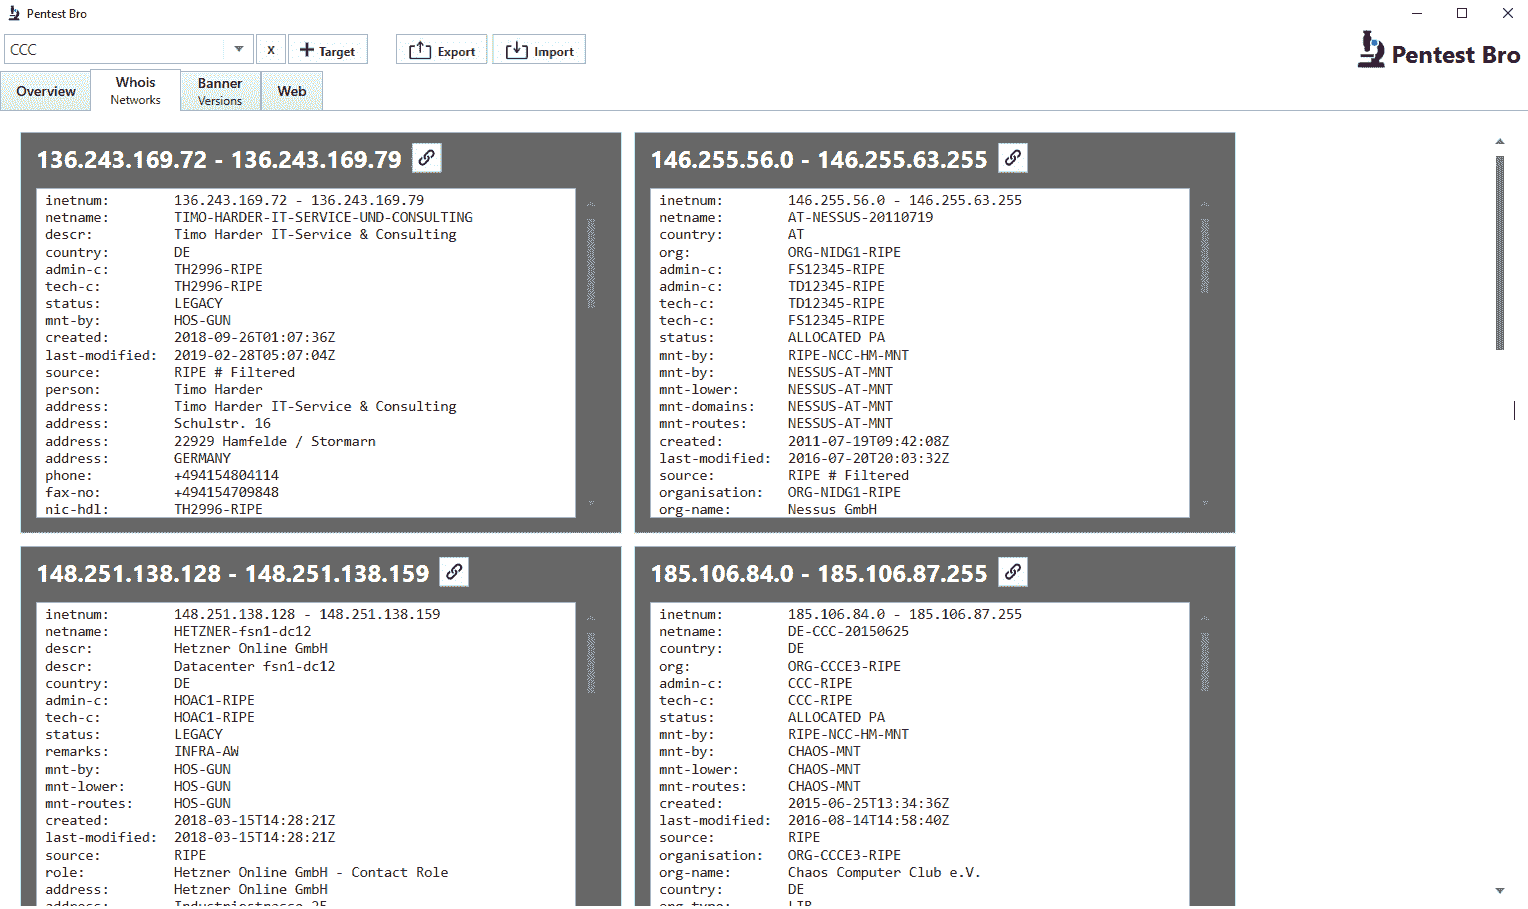 Pentest Bro
CCC
x
+ Target
Export
Import
Pentest Bro
Overview
Whois
Networks
Banner
Versions
Web
136.243.169.72 - 136.243.169.79
inetnum: 136.243.169.72 - 136.243.169.79
netname: TIMO-HARDER-IT-SERVICE-UND-CONSULTING
descr: Timo Harder IT-Service & Consulting
country: DE
admin-c: TH2996-RIPE
tech-c: TH2996-RIPE
status: LEGACY
mnt-by: HOS-GUN
created: 2018-09-26T01:07:36Z
last-modified: 2019-02-28T05:07:04Z
source: RIPE # Filtered
person: Timo Harder
address: Timo Harder IT-Service & Consulting
address: Schulstr. 16
address: 22929 Hamfelde / Stormarn
address: GERMANY
phone: +494154804114
fax-no: +494154709848
nic-hdl: TH2996-RIPE
146.255.56.0 - 146.255.63.255
inetnum: 146.255.56.0 - 146.255.63.255
netname: AT-NESSUS-20110719
country: AT
org: ORG-NIDG1-RIPE
admin-c: FS12345-RIPE
admin-c: TD12345-RIPE
tech-c: TD12345-RIPE
tech-c: FS12345-RIPE
status: ALLOCATED PA
mnt-by: RIPE-NCC-HM-MNT
mnt-by: NESSUS-AT-MNT
mnt-lower: NESSUS-AT-MNT
mnt-domains: NESSUS-AT-MNT
mnt-routes: NESSUS-AT-MNT
created: 2011-07-19T09:42:08Z
last-modified: 2016-07-20T20:03:32Z
source: RIPE # Filtered
organisation: ORG-NIDG1-RIPE
org-name: Nessus GmbH
148.251.138.128 - 148.251.138.159
inetnum: 148.251.138.128 - 148.251.138.159
netname: HETZNER-fsn1-dc12
descr: Hetzner Online GmbH
descr: Datacenter fsn1-dc12
country: DE
admin-c: HOAC1-RIPE
tech-c: HOAC1-RIPE
status: LEGACY
remarks: INFRA-AW
mnt-by: HOS-GUN
mnt-lower: HOS-GUN
mnt-routes: HOS-GUN
created: 2018-03-15T14:28:21Z
last-modified: 2018-03-15T14:28:21Z
source: RIPE
role: Hetzner Online GmbH - Contact Role
address: Hetzner Online GmbH
address: Industriestrasse 25
185.106.84.0 - 185.106.87.255
inetnum: 185.106.84.0 - 185.106.87.255
netname: DE-CCC-20150625
country: DE
org: ORG-CCCE3-RIPE
admin-c: CCC-RIPE
tech-c: CCC-RIPE
status: ALLOCATED PA
mnt-by: RIPE-NCC-HM-MNT
mnt-by: CHAOS-MNT
mnt-lower: CHAOS-MNT
mnt-routes: CHAOS-MNT
created: 2015-06-25T13:34:36Z
last-modified: 2016-08-14T14:58:40Z
source: RIPE
organisation: ORG-CCCE3-RIPE
org-name: Chaos Computer Club e.V.
country: DE
org-type: LIR